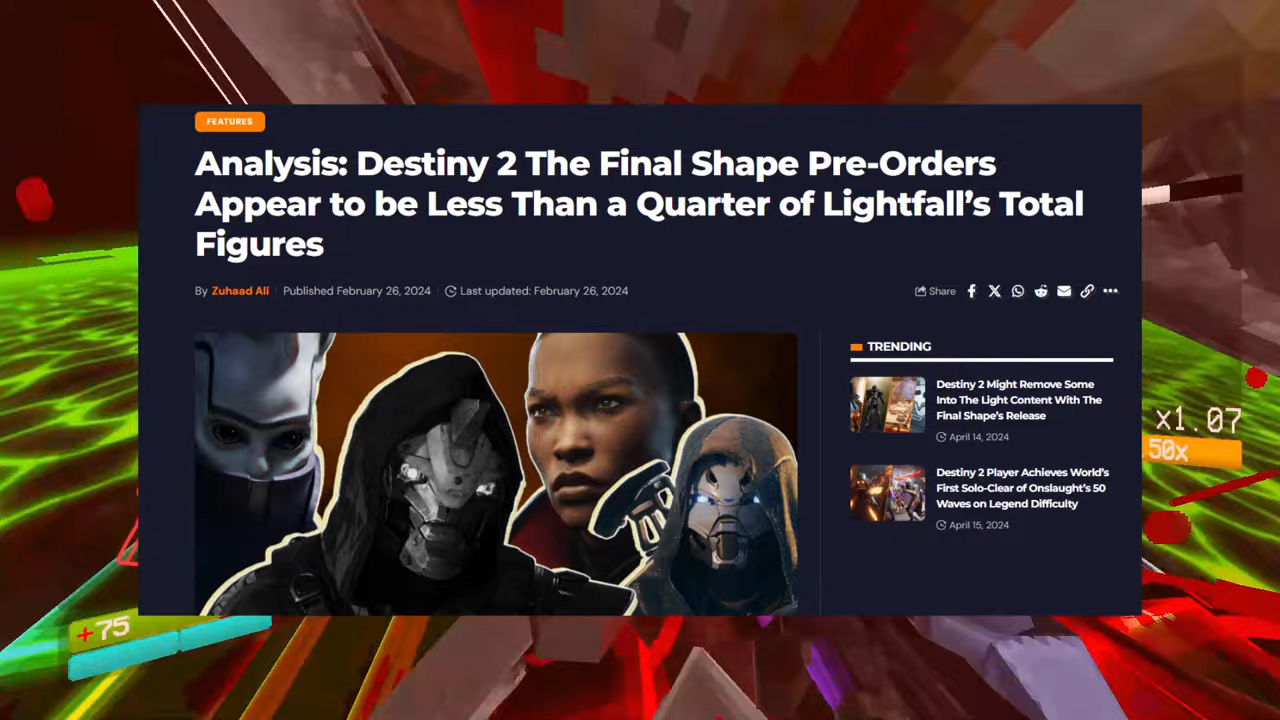 FEATURES
Analysis: Destiny 2 The Final Shape Pre-Orders
Appear to be Less Than a Quarter of Lightfall's Total
Figures
By Zuhaad Ali Published February 26, 2024 Last updated: February 26, 2024
Share
TRENDING
Destiny 2 Might Remove Some
Into The Light Content With The
Final Shape's Release
April 14, 2024
Destiny 2 Player Achieves World's
First Solo-Clear of Onslaught's 50
Waves on Legend Difficulty
April 15, 2024
x1.07
50x
+75